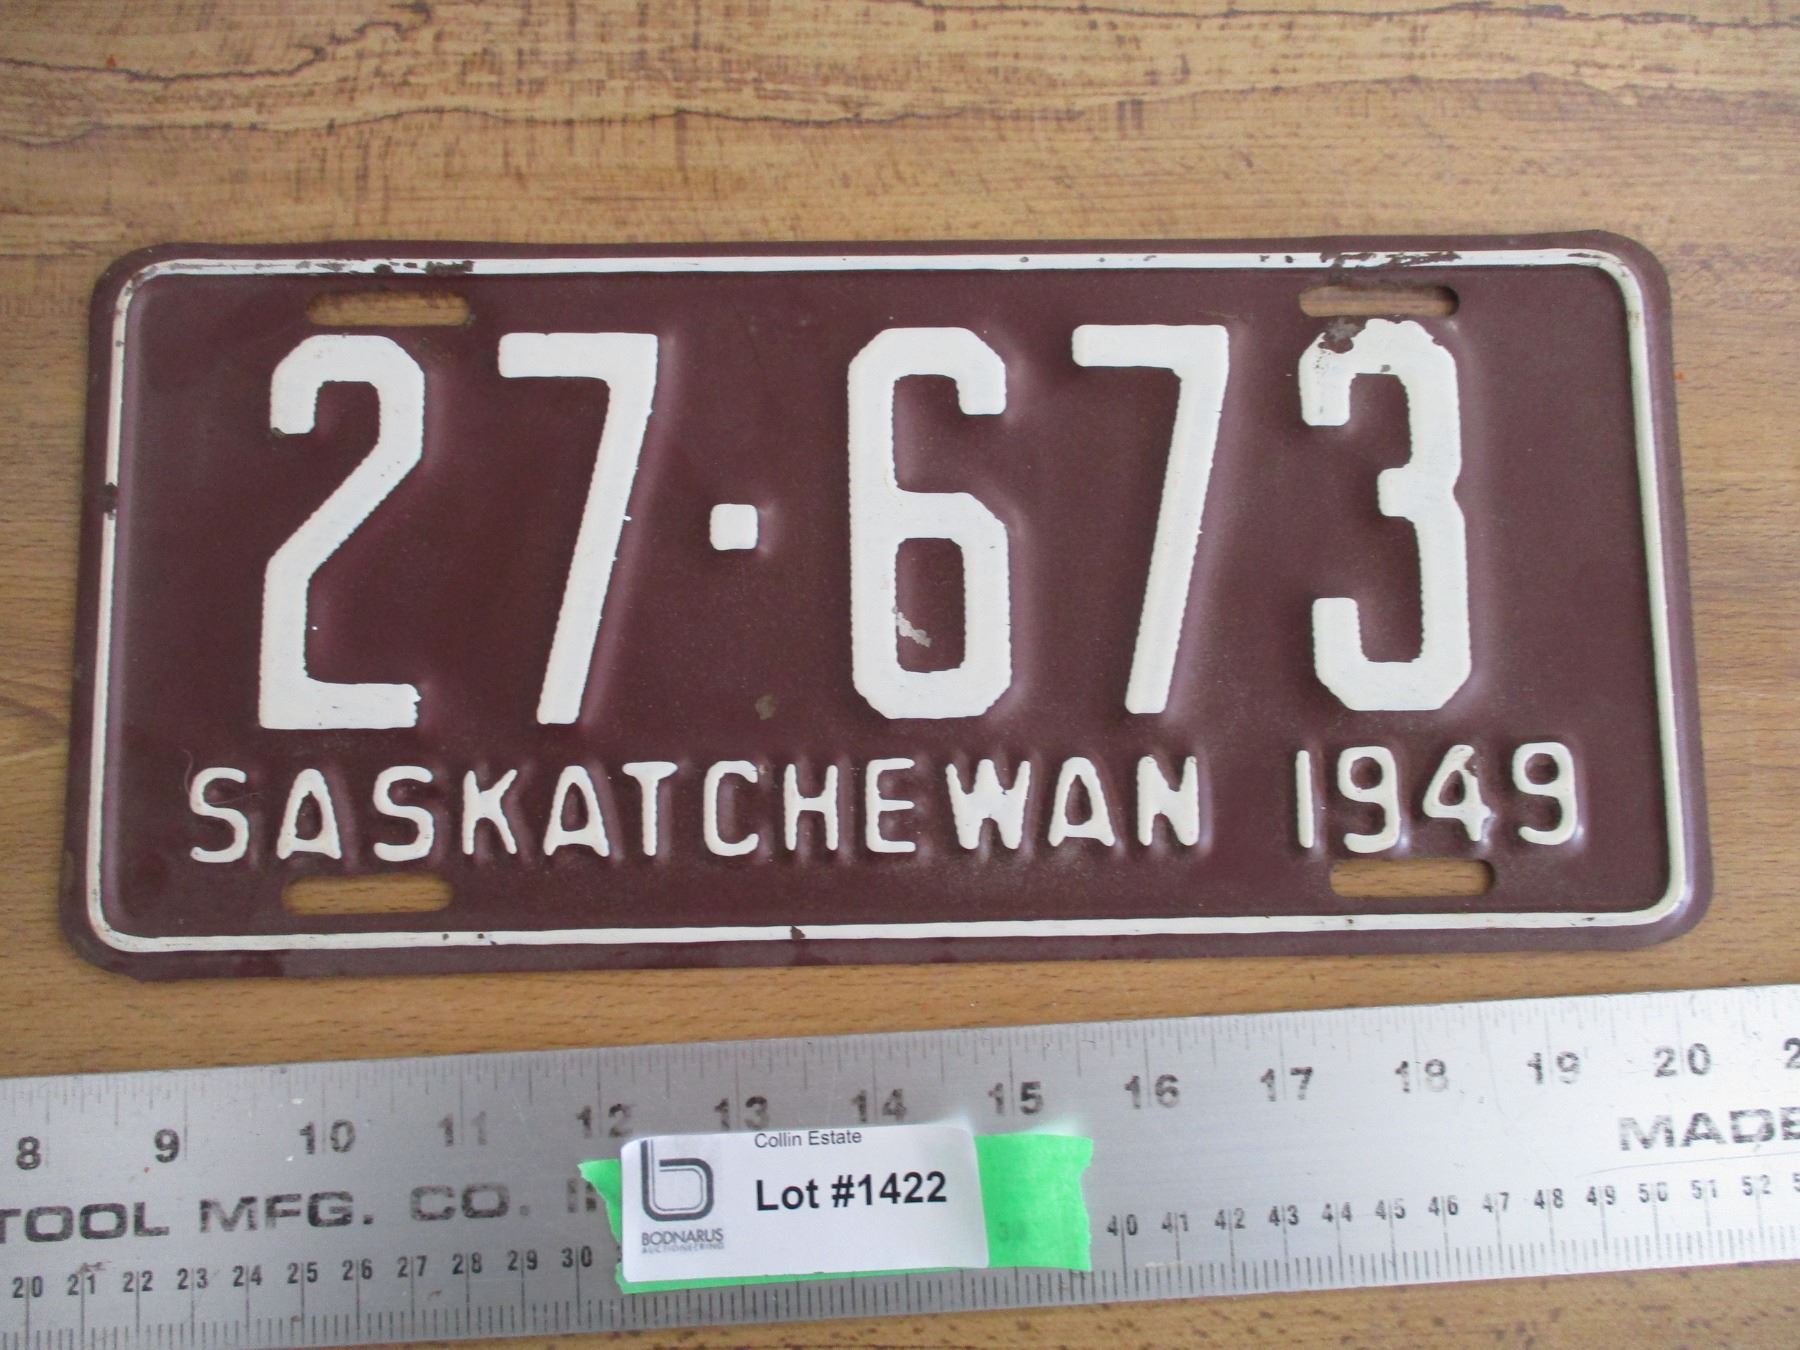 27·673
SASKATCHEWAN 1949
8 9 10 11 12 13 14 15 16 17 18 19 20
TOOL MFG. CO.
MADE
Collin Estate
Lot #1422
BODNARUS
AUCTIONEERING
20 21 22 23 24 25 26 27 28 29 30 40 41 42 43 44 45 46 47 48 49 50 51 52